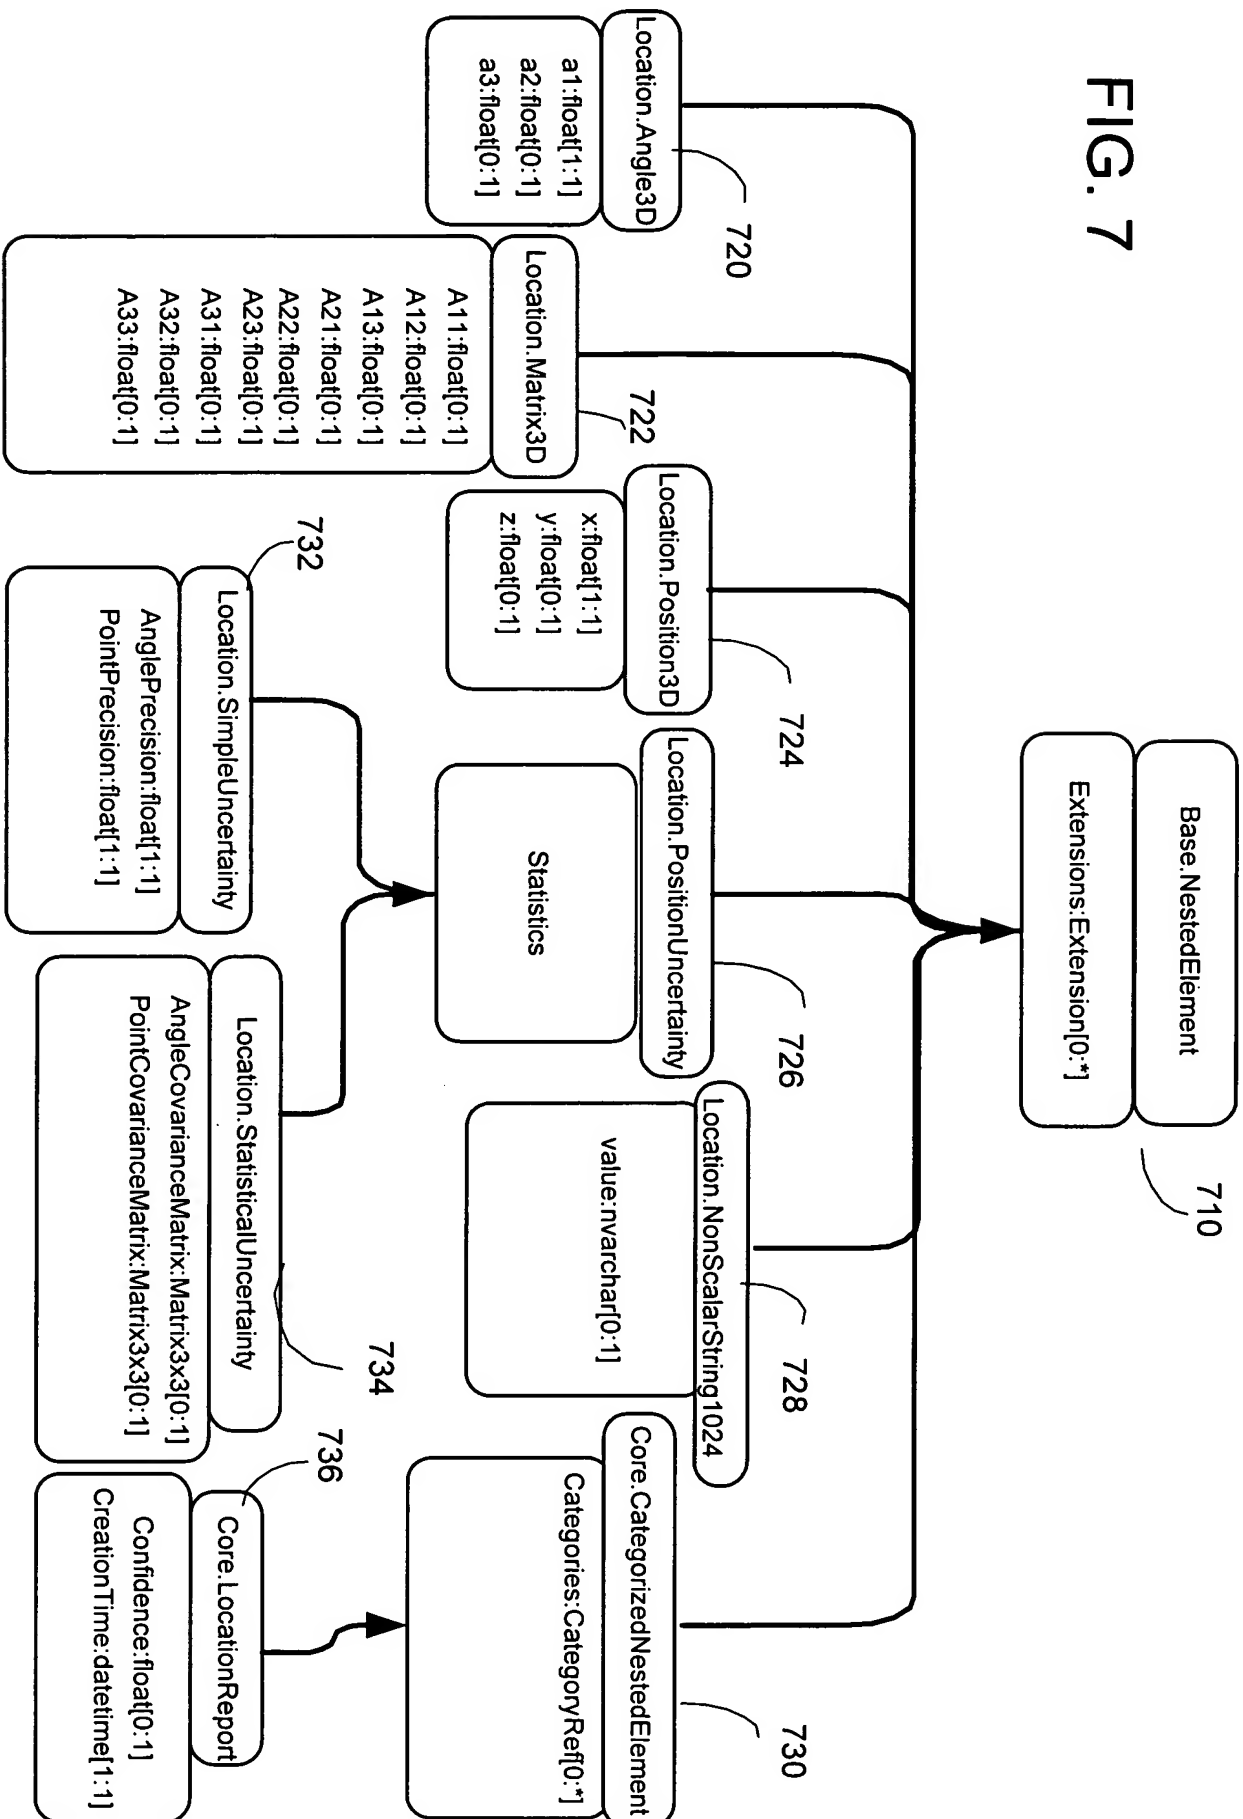 FIG. 7
Base.NestedElement
Extensions:Extension[0:*]
710
Location.Angle3D
a1:float[1:1]
a2:float[0:1]
a3:float[0:1]
720
Location.Matrix3D
A11:float[0:1]
A12:float[0:1]
A13:float[0:1]
A21:float[0:1]
A22:float[0:1]
A23:float[0:1]
A31:float[0:1]
A32:float[0:1]
A33:float[0:1]
722
Location.Position3D
x:float[1:1]
y:float[0:1]
z:float[0:1]
724
Location.PositionUncertainty
Statistics
726
Location.NonScalarString1024
value:nvarchar[0:1]
728
Core.CategorizedNestedElement
Categories:CategoryRef[0:*]
730
732
Location.SimpleUncertainty
AnglePrecision:float[1:1]
PointPrecision:float[1:1]
734
Location.StatisticalUncertainty
AngleCovarianceMatrix:Matrix3x3[0:1]
PointCovarianceMatrix:Matrix3x3[0:1]
736
Core.LocationReport
Confidence:float[0:1]
CreationTime:datetime[1:1]